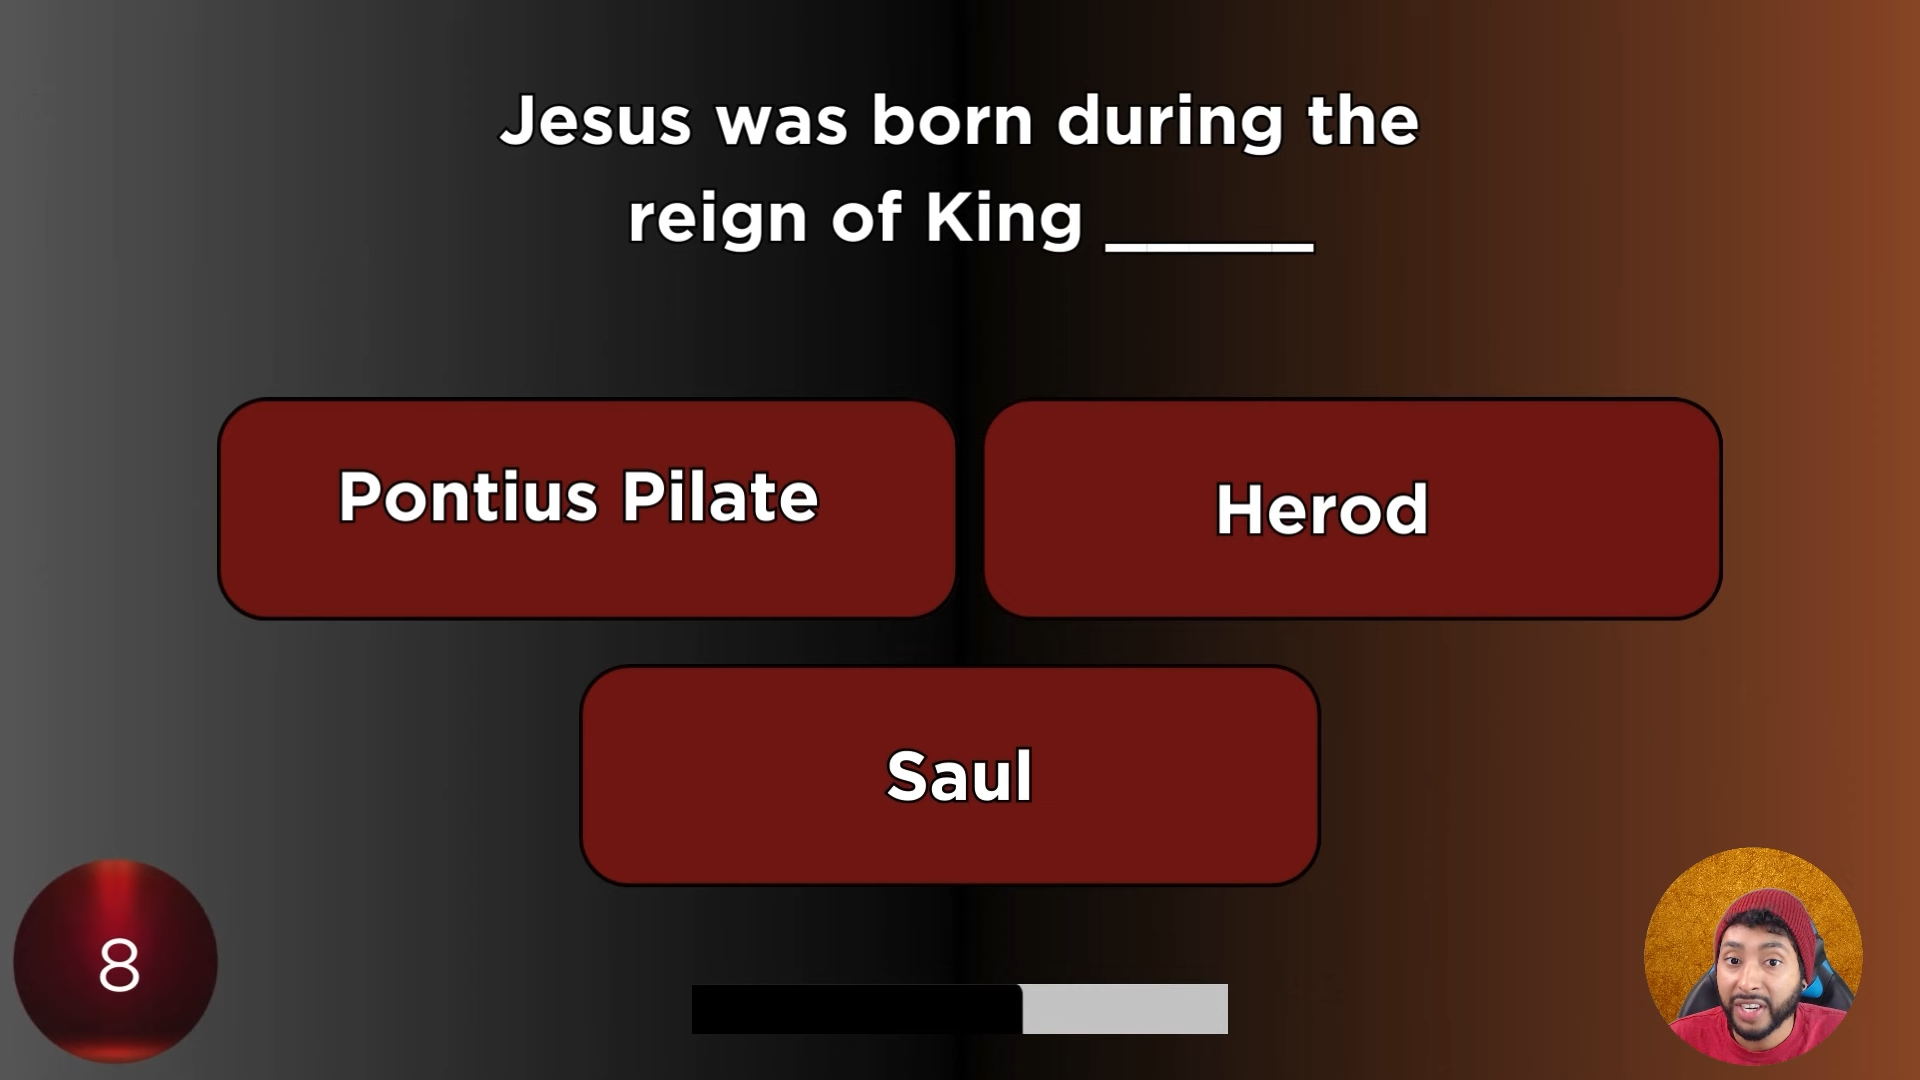 Jesus was born during the
reign of King _____
Pontius Pilate
Herod
Saul
8